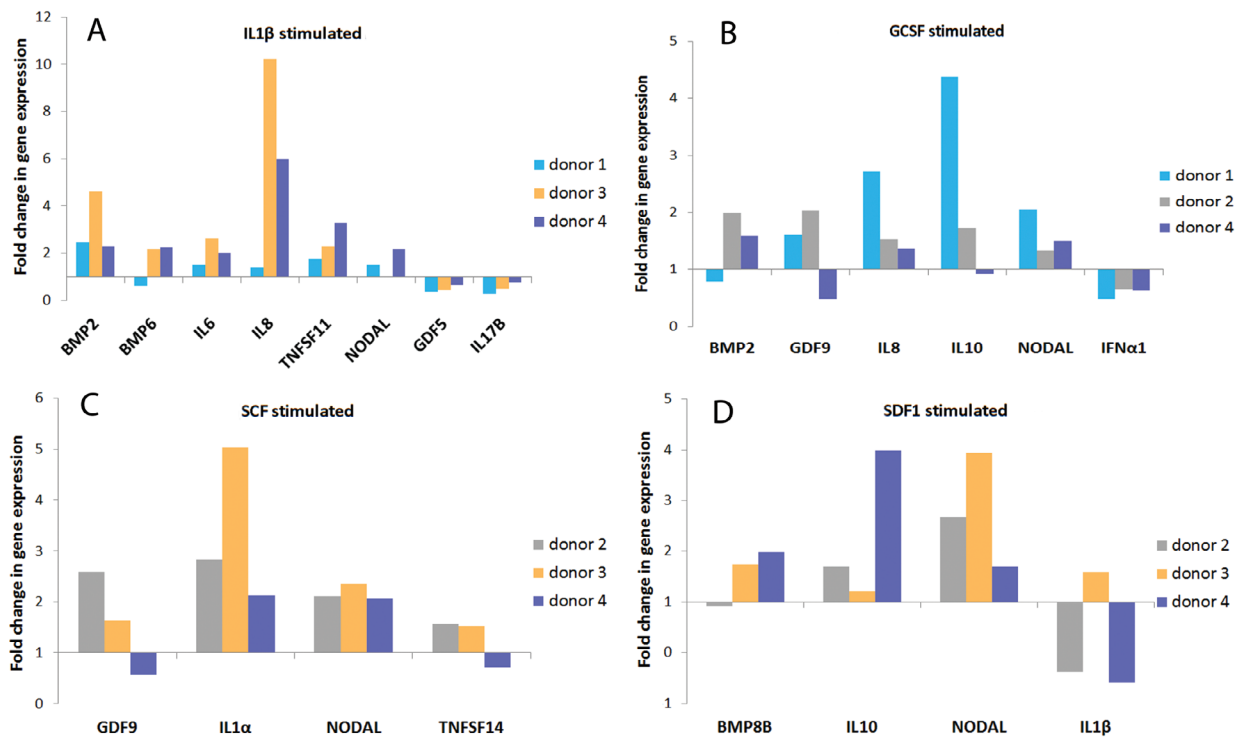 A
IL1β stimulated
Fold change in gene expression
12
10
8
6
4
2
0
BMP2
BMP6
IL6
IL8
TNFSF11
NODAL
GDF5
IL17B
donor 1
donor 3
donor 4
B
GCSF stimulated
Fold change in gene expression
5
4
3
2
1
0
BMP2
GDF9
IL8
IL10
NODAL
IFNα1
donor 1
donor 2
donor 4
C
SCF stimulated
Fold change in gene expression
6
5
4
3
2
1
0
GDF9
IL1α
NODAL
TNFSF14
donor 2
donor 3
donor 4
D
SDF1 stimulated
Fold change in gene expression
5
4
3
2
1
0
1
BMP8B
IL10
NODAL
IL1β
donor 2
donor 3
donor 4